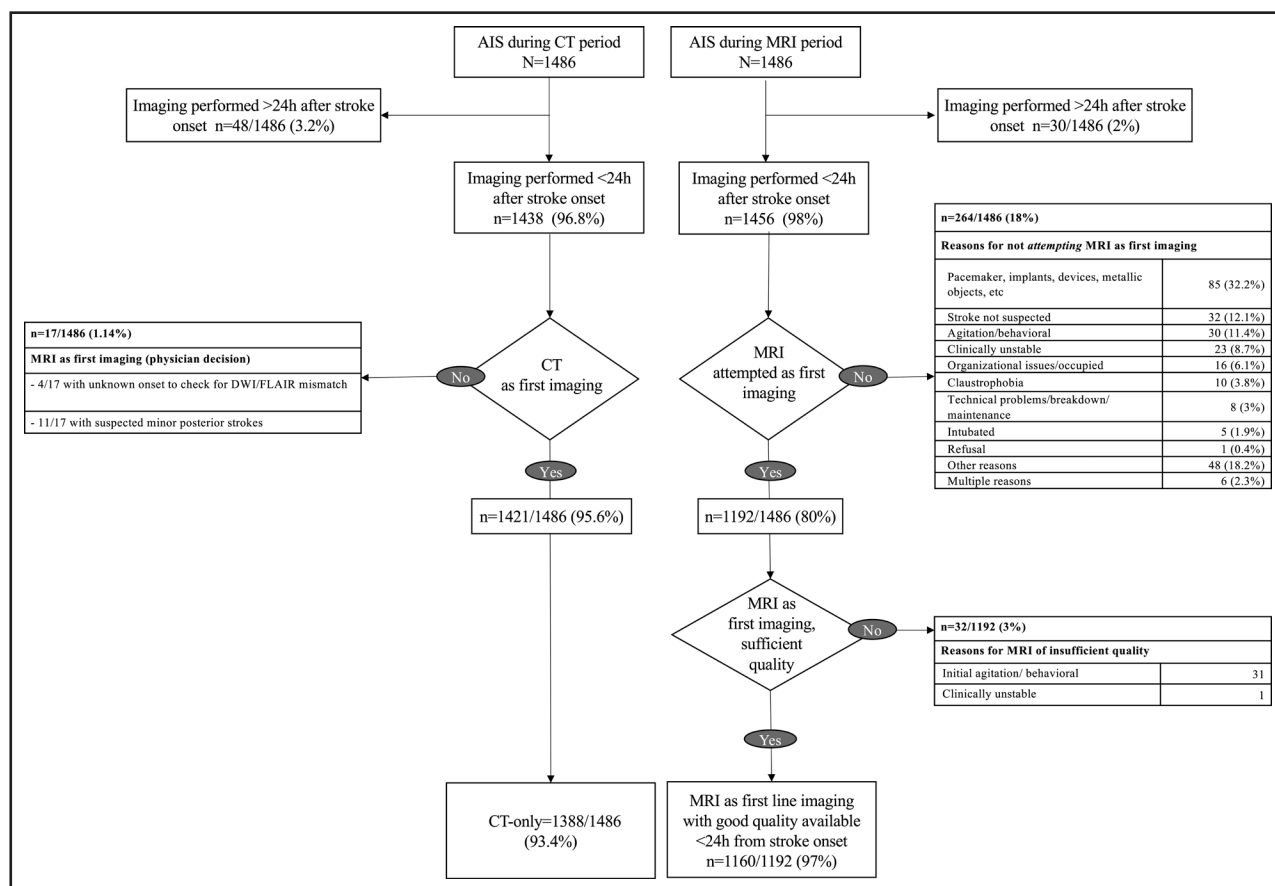 AIS during CT period
N=1486
AIS during MRI period
N=1486
Imaging performed >24h after stroke
onset n=48/1486 (3.2%)
Imaging performed >24h after stroke
onset n=30/1486 (2%)
Imaging performed <24h
after stroke onset
n=1438 (96.8%)
Imaging performed <24h
after stroke onset
n=1456 (98%)
n=264/1486 (18%)
Reasons for not attempting MRI as first imaging
Pacemaker, implants, devices, metallic
objects, etc
85 (32.2%)
Stroke not suspected 32 (12.1%)
Agitation/behavioral 30 (11.4%)
Clinically unstable 23 (8.7%)
Organizational issues/occupied 16 (6.1%)
Claustrophobia 10 (3.8%)
Technical problems/breakdown/
maintenance
8 (3%)
Intubated 5 (1.9%)
Refusal 1 (0.4%)
Other reasons 48 (18.2%)
Multiple reasons 6 (2.3%)
n=17/1486 (1.14%)
MRI as first imaging (physician decision)
- 4/17 with unknown onset to check for DWI/FLAIR mismatch
- 11/17 with suspected minor posterior strokes
No
CT
as first imaging
MRI
attempted as first
imaging
No
Yes
Yes
n=1421/1486 (95.6%)
n=1192/1486 (80%)
MRI as
first imaging,
sufficient
quality
No
n=32/1192 (3%)
Reasons for MRI of insufficient quality
Initial agitation/ behavioral 31
Clinically unstable 1
Yes
CT-only=1388/1486
(93.4%)
MRI as first line imaging
with good quality available
<24h from stroke onset
n=1160/1192 (97%)